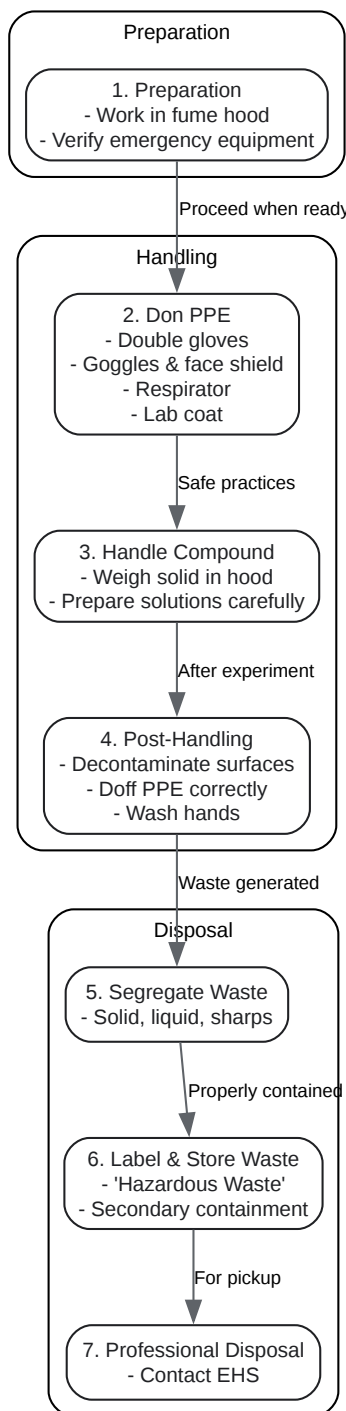 Preparation
1. Preparation
- Work in fume hood
- Verify emergency equipment
Proceed when ready
Handling
2. Don PPE
- Double gloves
- Goggles & face shield
- Respirator
- Lab coat
Safe practices
3. Handle Compound
- Weigh solid in hood
- Prepare solutions carefully
After experiment
4. Post-Handling
- Decontaminate surfaces
- Doff PPE correctly
- Wash hands
Waste generated
Disposal
5. Segregate Waste
- Solid, liquid, sharps
Properly contained
6. Label & Store Waste
- 'Hazardous Waste'
- Secondary containment
For pickup
7. Professional Disposal
- Contact EHS